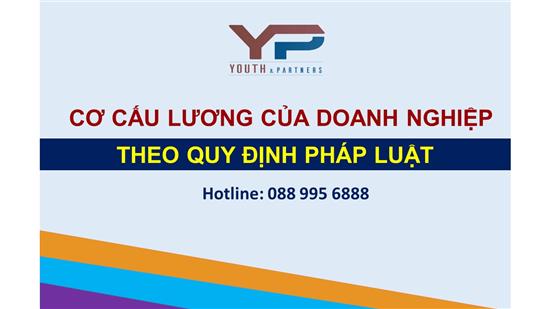 YP
YOUTH & PARTNERS
CƠ CẤU LƯƠNG CỦA DOANH NGHIỆP
THEO QUY ĐỊNH PHÁP LUẬT
Hotline: 088 995 6888